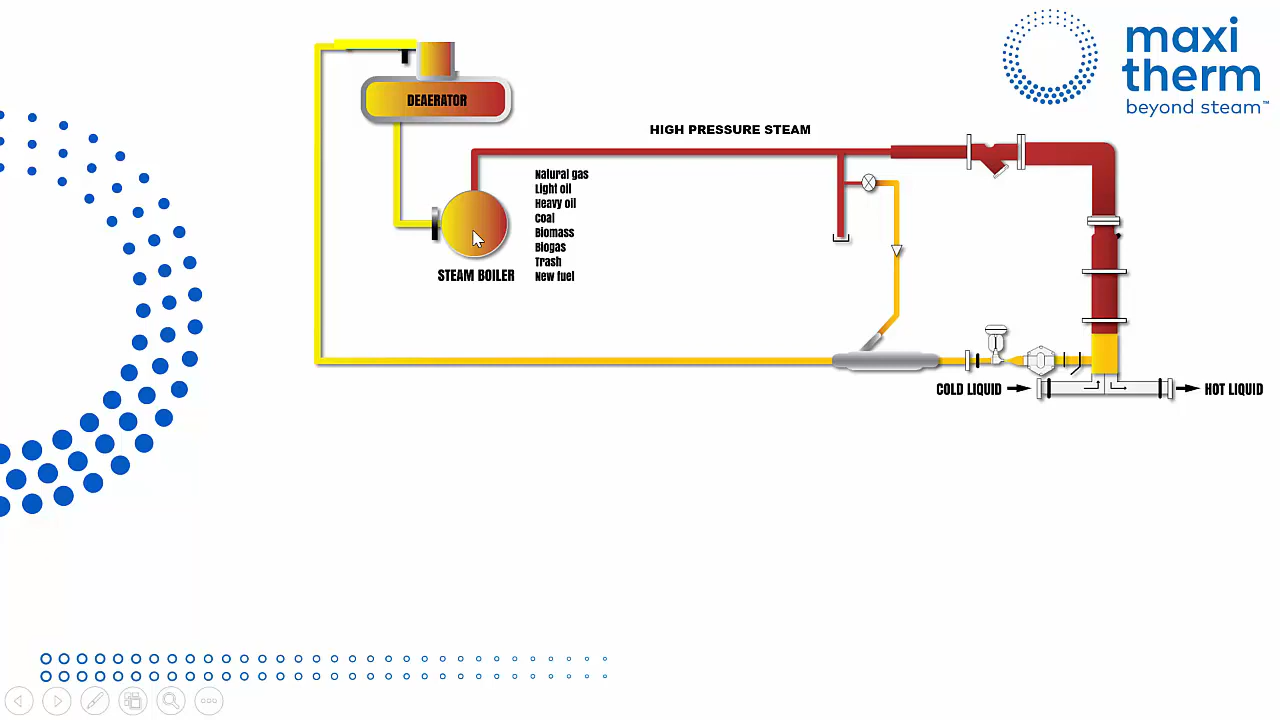 maxi
therm
beyond steam™
DEAERATOR
HIGH PRESSURE STEAM
Natural gas
Light oil
Heavy oil
Coal
Biomass
Biogas
Trash
New fuel
STEAM BOILER
COLD LIQUID
HOT LIQUID